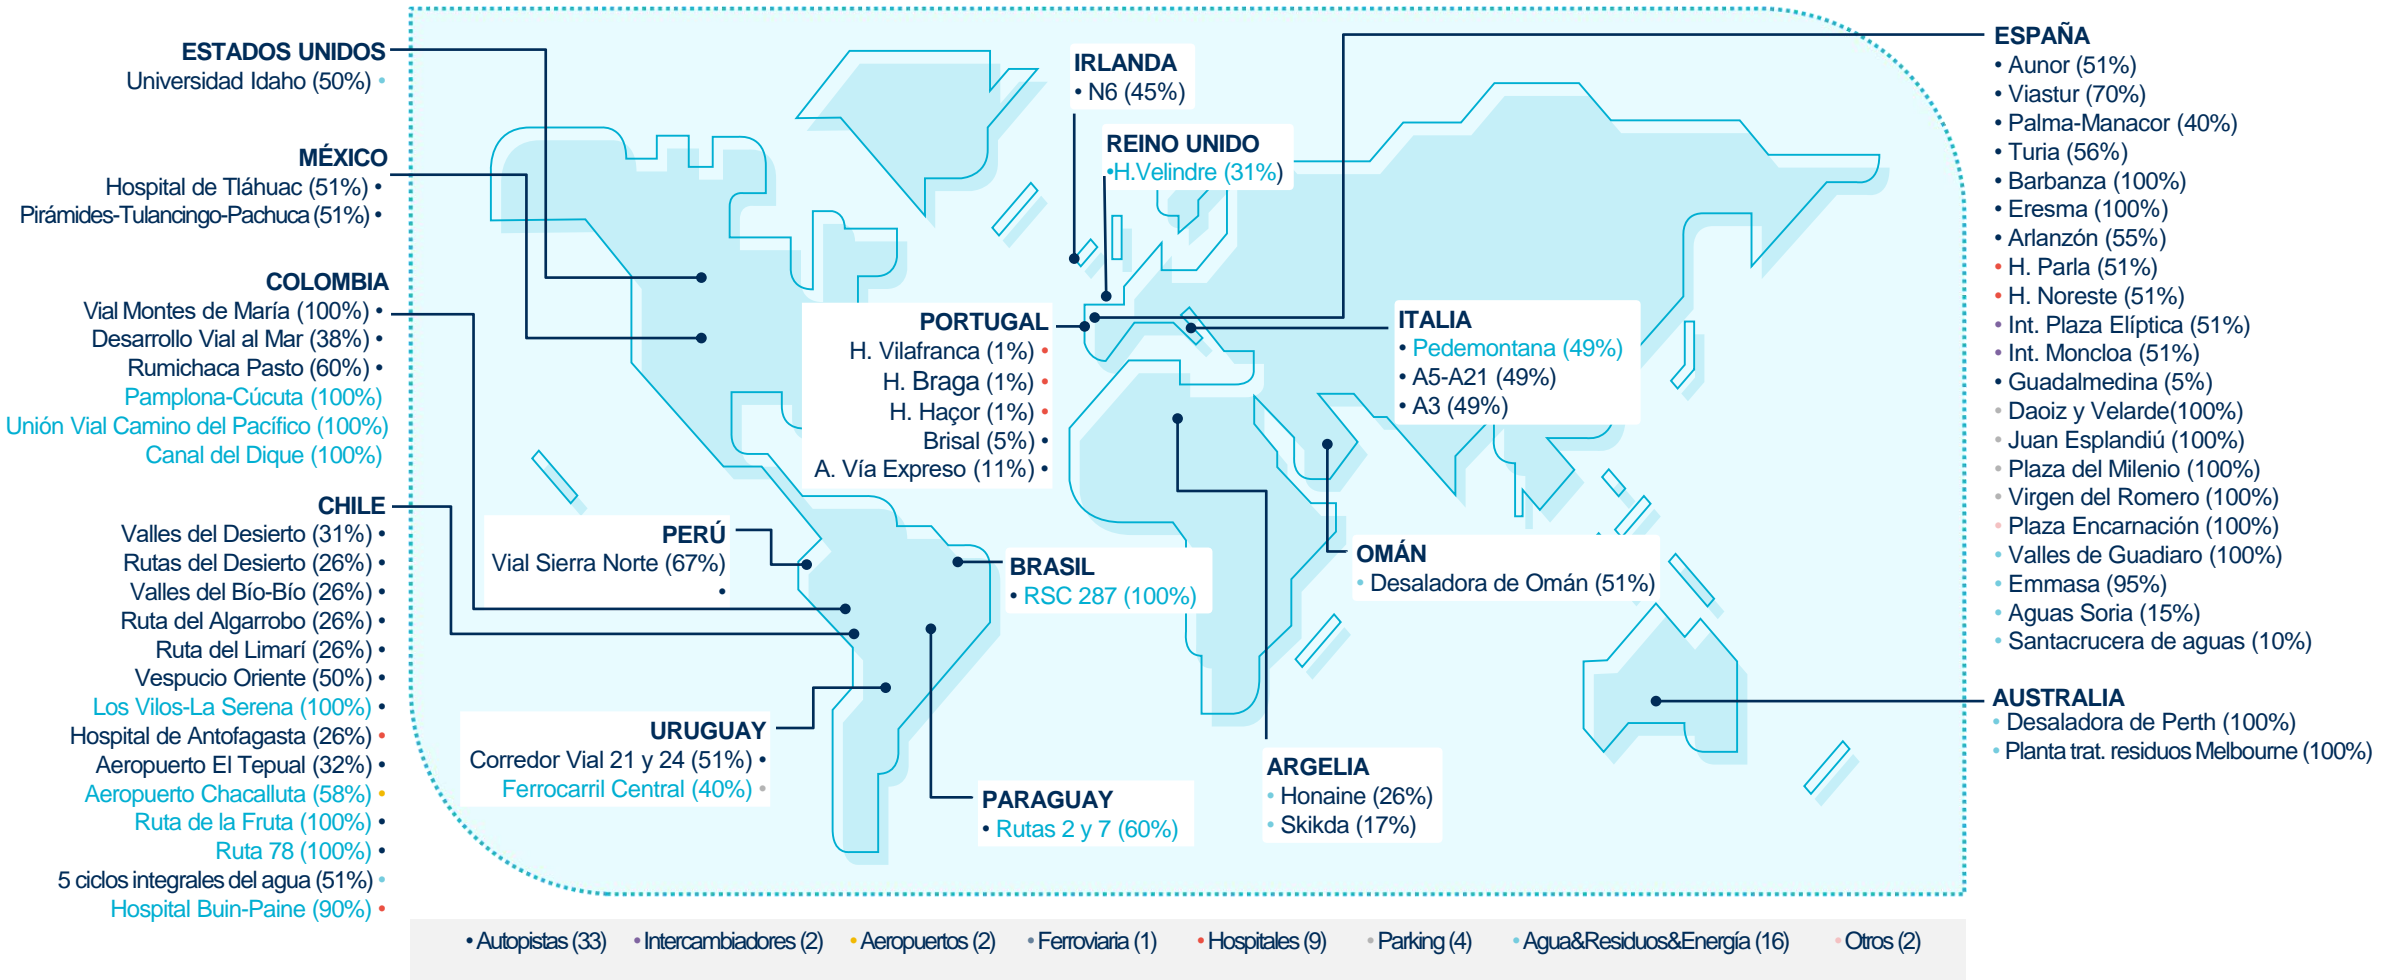 ESTADOS UNIDOS
Universidad Idaho (50%) •
MÉXICO
Hospital de Tláhuac (51%) •
Pirámides-Tulancingo-Pachuca (51%) •
COLOMBIA
Vial Montes de María (100%) •
Desarrollo Vial al Mar (38%) •
Rumichaca Pasto (60%) •
Pamplona-Cúcuta (100%)
Unión Vial Camino del Pacífico (100%)
Canal del Dique (100%)
CHILE
Valles del Desierto (31%) •
Rutas del Desierto (26%) •
Valles del Bío-Bío (26%) •
Ruta del Algarrobo (26%) •
Ruta del Limarí (26%) •
Vespucio Oriente (50%) •
Los Vilos-La Serena (100%) •
Hospital de Antofagasta (26%) •
Aeropuerto El Tepual (32%) •
Aeropuerto Chacalluta (58%) •
Ruta de la Fruta (100%) •
Ruta 78 (100%) •
5 ciclos integrales del agua (51%) •
Hospital Buin-Paine (90%) •
IRLANDA
• N6 (45%)
REINO UNIDO
•H.Velindre (31%)
PORTUGAL
H. Vilafranca (1%) •
H. Braga (1%) •
H. Haçor (1%) •
Brisal (5%) •
A. Vía Expreso (11%) •
ITALIA
• Pedemontana (49%)
• A5-A21 (49%)
• A3 (49%)
PERÚ
Vial Sierra Norte (67%)
•
BRASIL
• RSC 287 (100%)
OMÁN
• Desaladora de Omán (51%)
URUGUAY
Corredor Vial 21 y 24 (51%) •
Ferrocarril Central (40%) •
PARAGUAY
• Rutas 2 y 7 (60%)
ARGELIA
• Honaine (26%)
• Skikda (17%)
ESPAÑA
• Aunor (51%)
• Viastur (70%)
• Palma-Manacor (40%)
• Turia (56%)
• Barbanza (100%)
• Eresma (100%)
• Arlanzón (55%)
• H. Parla (51%)
• H. Noreste (51%)
• Int. Plaza Elíptica (51%)
• Int. Moncloa (51%)
• Guadalmedina (5%)
• Daoiz y Velarde(100%)
• Juan Esplandiú (100%)
• Plaza del Milenio (100%)
• Virgen del Romero (100%)
• Plaza Encarnación (100%)
• Valles de Guadiaro (100%)
• Emmasa (95%)
• Aguas Soria (15%)
• Santacrucera de aguas (10%)
AUSTRALIA
• Desaladora de Perth (100%)
• Planta trat. residuos Melbourne (100%)
• Autopistas (33) • Intercambiadores (2) • Aeropuertos (2) • Ferroviaria (1) • Hospitales (9) • Parking (4) • Agua&Residuos&Energía (16) • Otros (2)